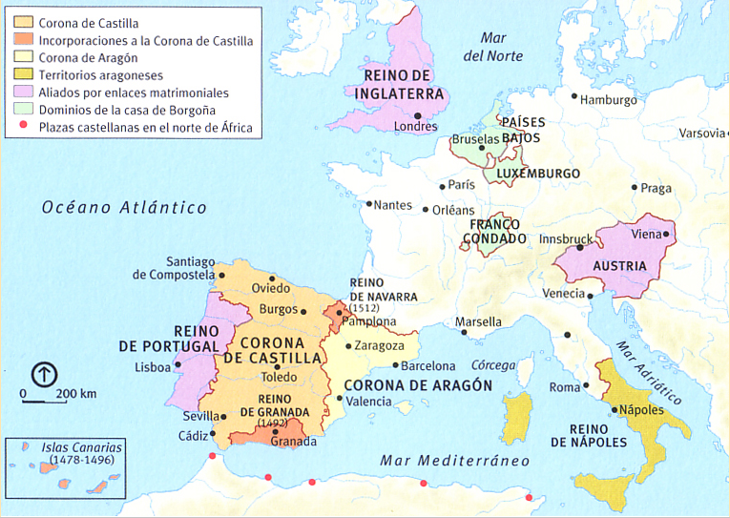 Corona de Castilla
Incorporaciones a la Corona de Castilla
Corona de Aragón
Territorios aragoneses
Aliados por enlaces matrimoniales
Dominios de la casa de Borgoña
Plazas castellanas en el norte de África
Mar
del Norte
REINO DE
INGLATERRA
Londres
Hamburgo
PAÍSES
BAJOS
Bruselas
Varsovia
LUXEMBURGO
París
Praga
Nantes
Orléans
Océano Atlántico
FRANCO
CONDADO
Innsbruck
Viena
AUSTRIA
Santiago
de Compostela
Oviedo
REINO
DE NAVARRA
(1512)
Venecia
Burgos
Pamplona
Marsella
REINO
DE PORTUGAL
CORONA
DE CASTILLA
Zaragoza
Mar Adriático
Lisboa
Toledo
Barcelona
Córcega
CORONA DE ARAGÓN
Roma
200 km
0
REINO
DE GRANADA
(1492)
Valencia
Nápoles
Sevilla
REINO
DE NÁPOLES
Cádiz
Granada
Islas Canarias
(1478-1496)
Mar Mediterráneo